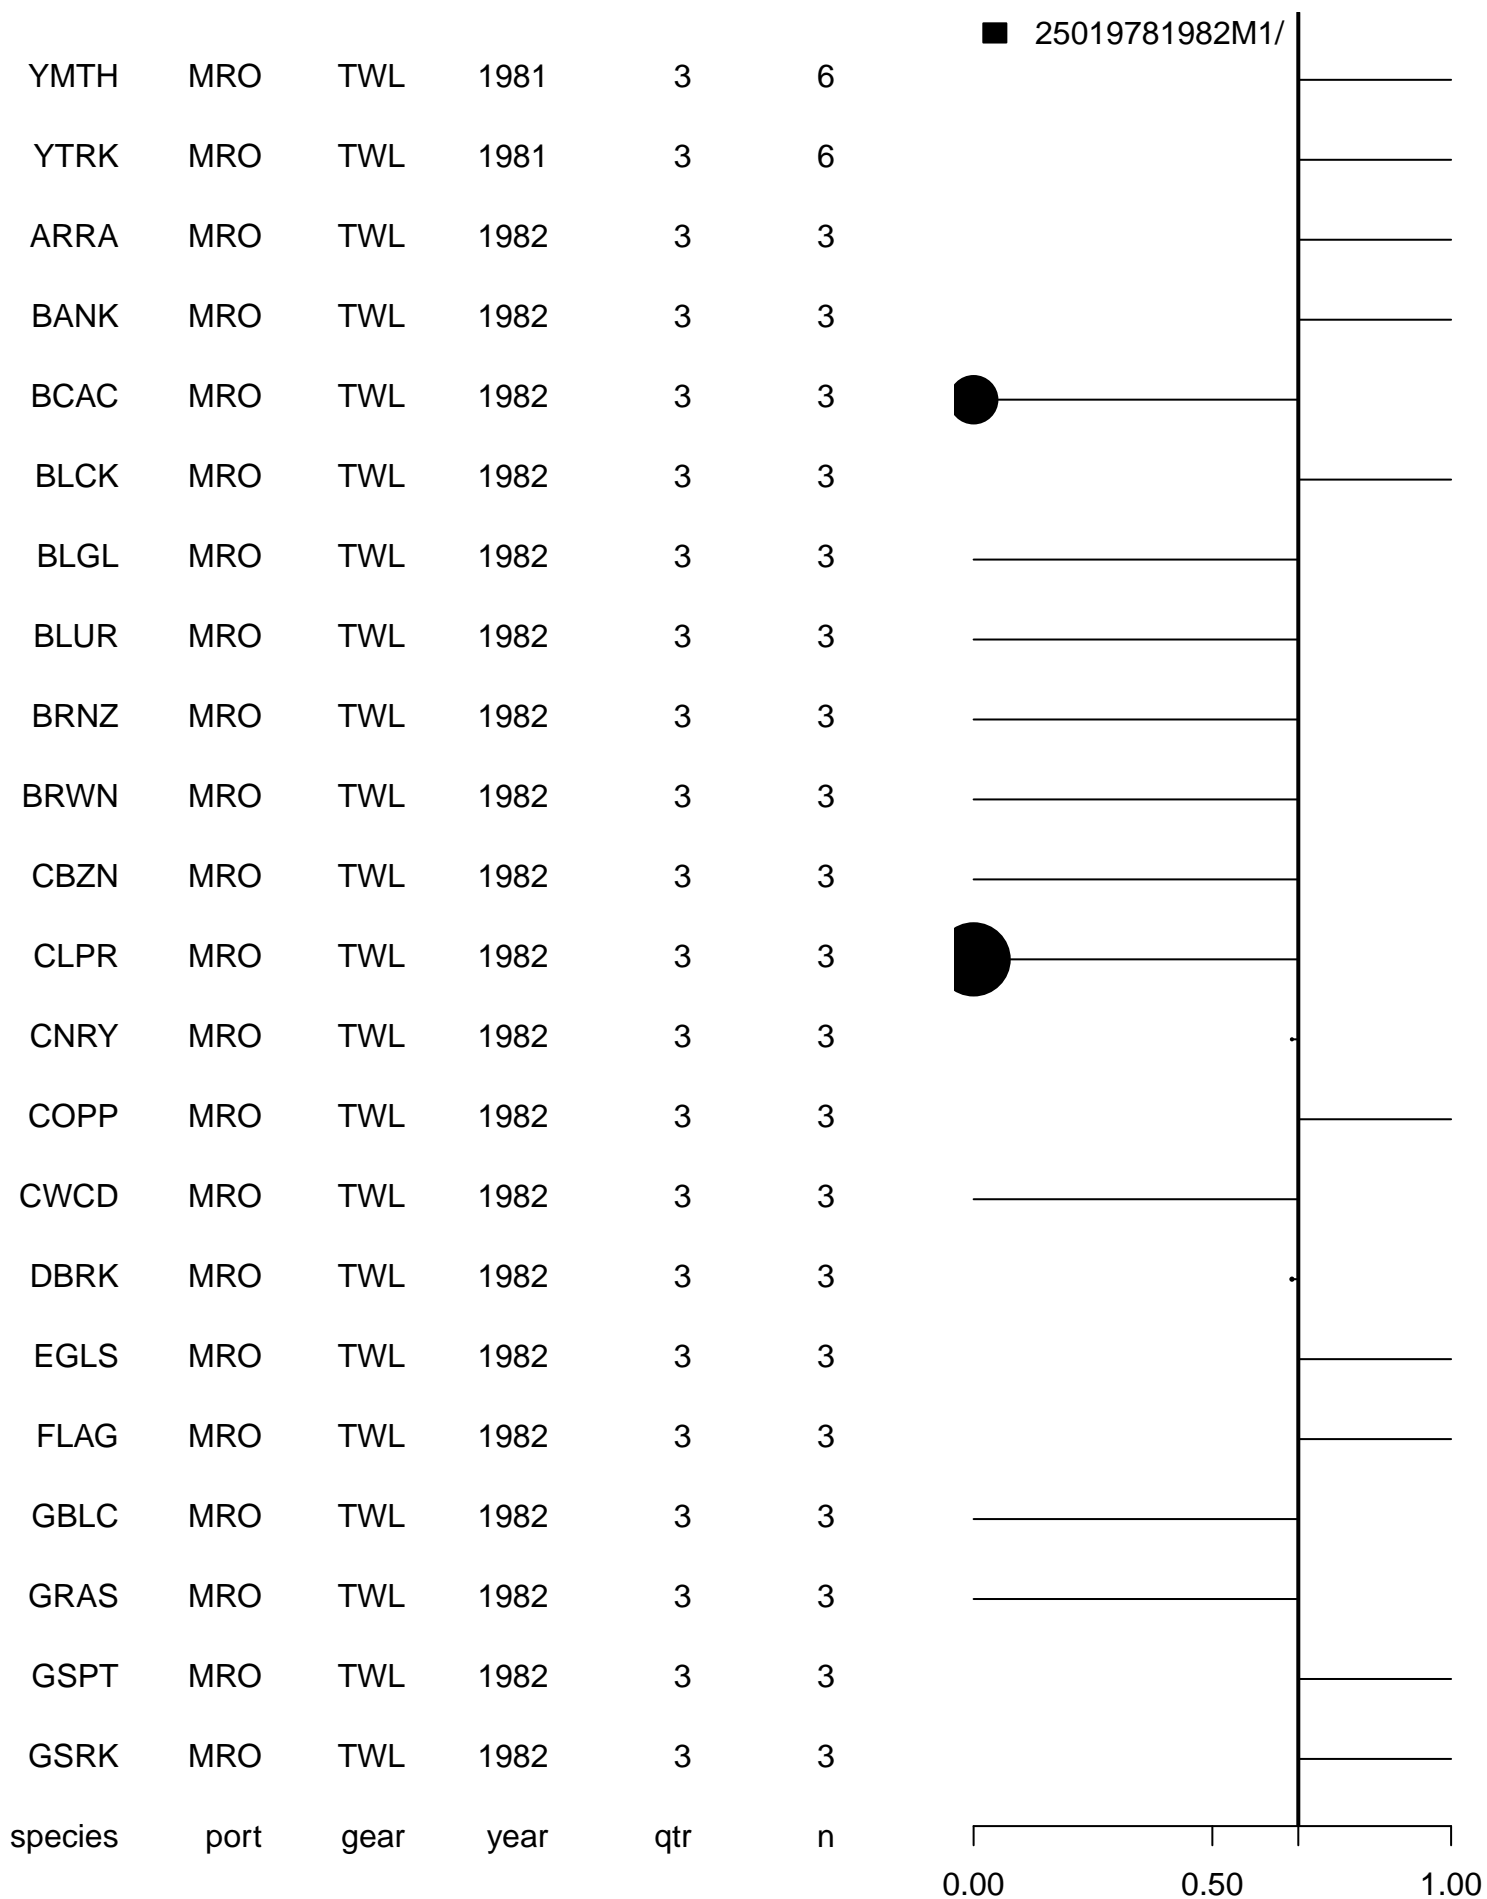 25019781982M1/
YMTH MRO TWL 1981 3 6
YTRK MRO TWL 1981 3 6
ARRA MRO TWL 1982 3 3
BANK MRO TWL 1982 3 3
BCAC MRO TWL 1982 3 3
BLCK MRO TWL 1982 3 3
BLGL MRO TWL 1982 3 3
BLUR MRO TWL 1982 3 3
BRNZ MRO TWL 1982 3 3
BRWN MRO TWL 1982 3 3
CBZN MRO TWL 1982 3 3
CLPR MRO TWL 1982 3 3
CNRY MRO TWL 1982 3 3
COPP MRO TWL 1982 3 3
CWCD MRO TWL 1982 3 3
DBRK MRO TWL 1982 3 3
EGLS MRO TWL 1982 3 3
FLAG MRO TWL 1982 3 3
GBLC MRO TWL 1982 3 3
GRAS MRO TWL 1982 3 3
GSPT MRO TWL 1982 3 3
GSRK MRO TWL 1982 3 3
species port gear year qtr n
0.00 0.50 1.00